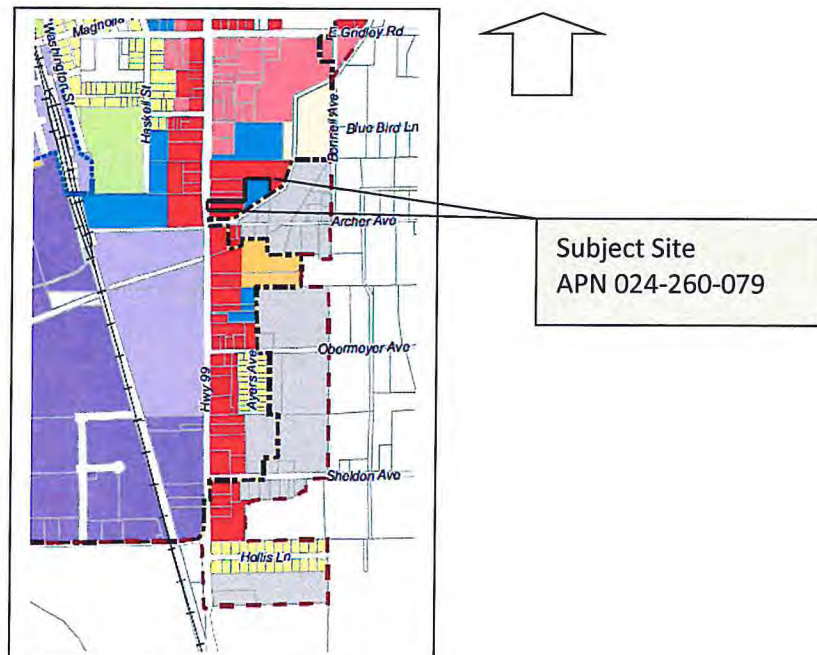 Magnolia
E Gridley Rd
Washington St
Haskell St
Bonnell Ave
Blue Bird Ln
Archer Ave
Subject Site
APN 024-260-079
Hwy 99
Obermeyer Ave
Ayers Ave
Sheldon Ave
Hollis Ln